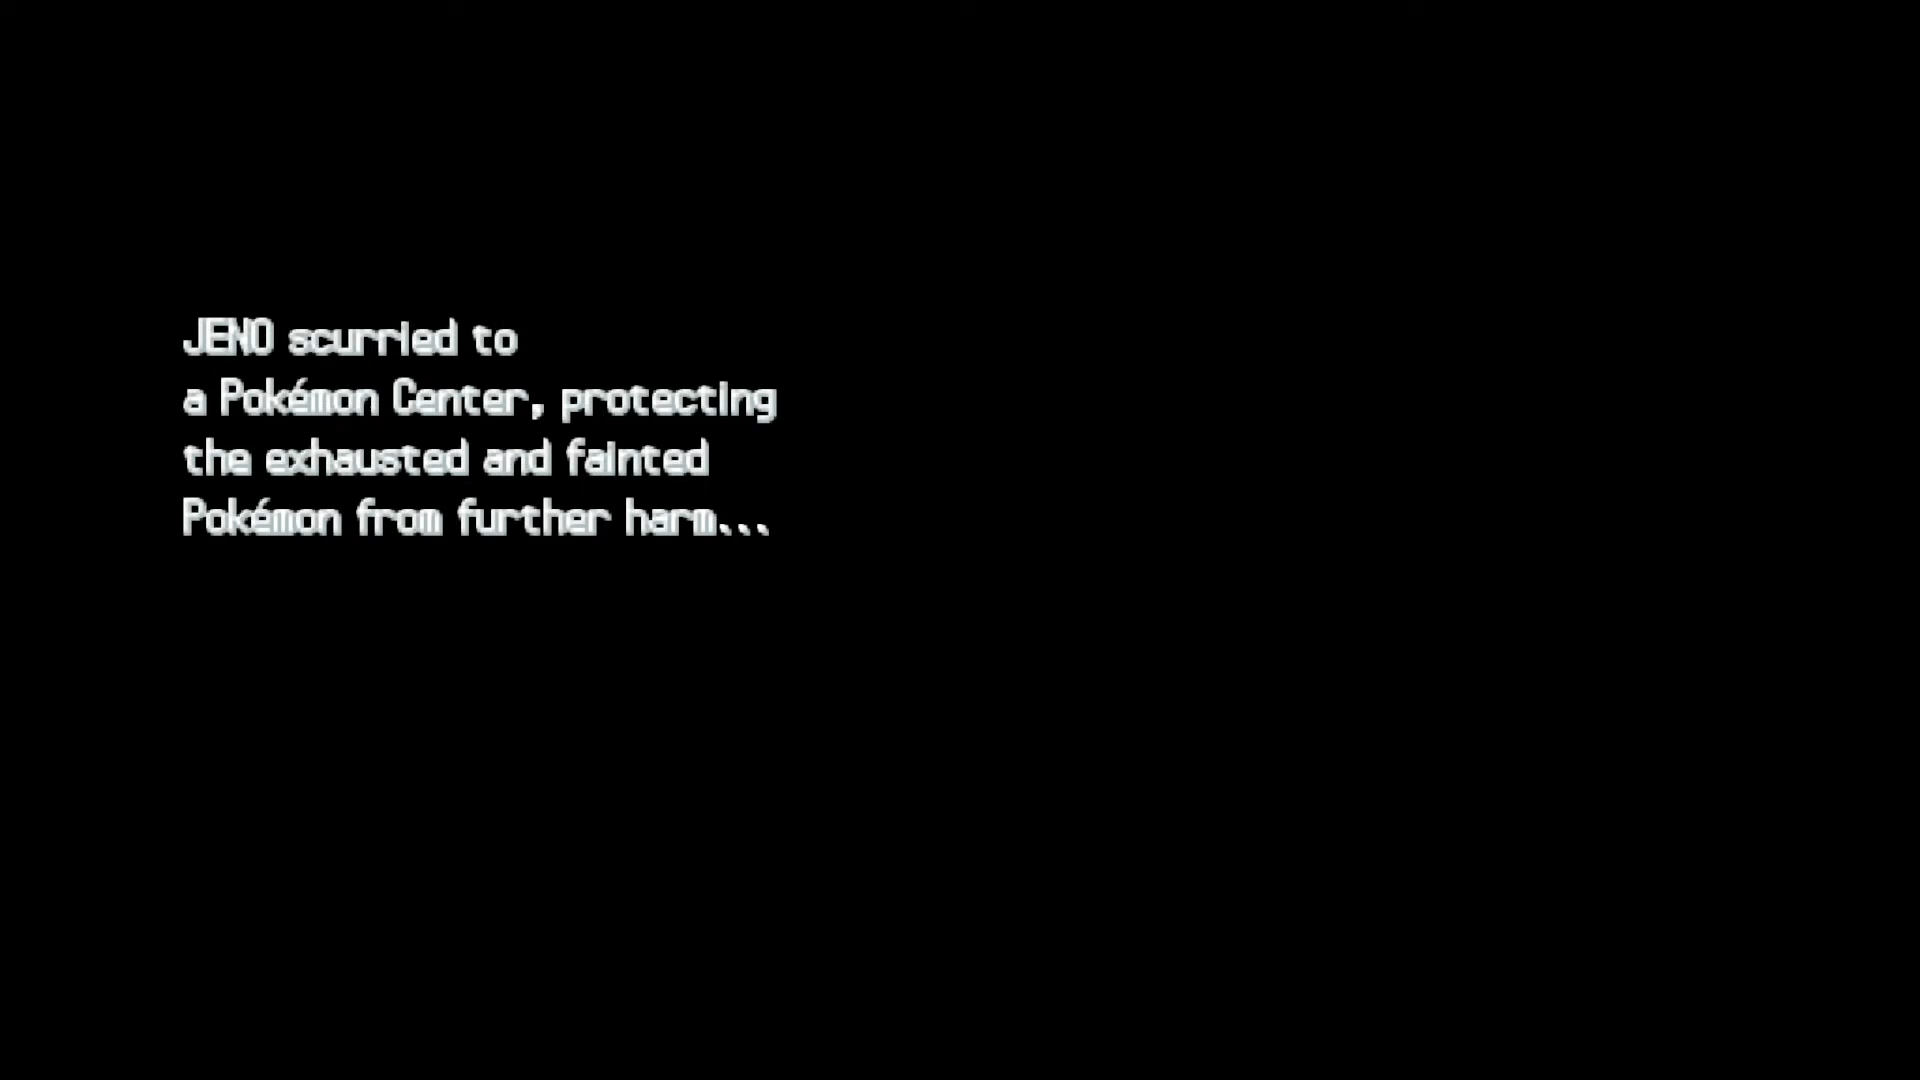 JENO scurried to
a Pokémon Center, protecting
the exhausted and fainted
Pokémon from further harm...